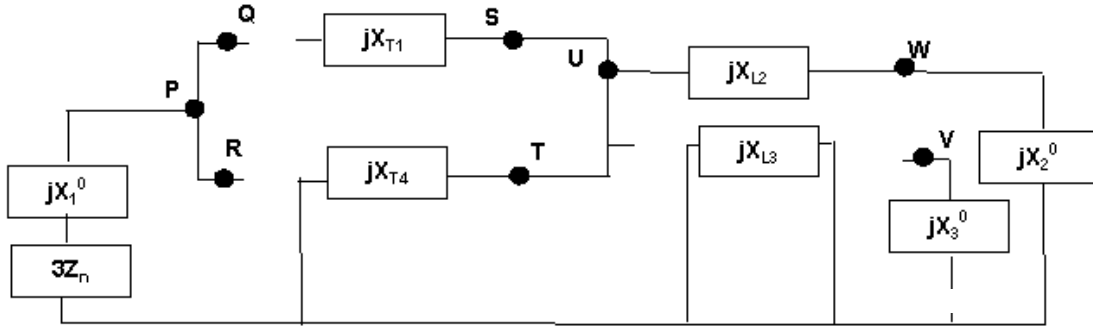 Q
S
jX_T1
U
W
jX_L2
P
R
T
V
jX_L3
jX_2^0
jX_T4
jX_1^0
jX_3^0
3Z_n